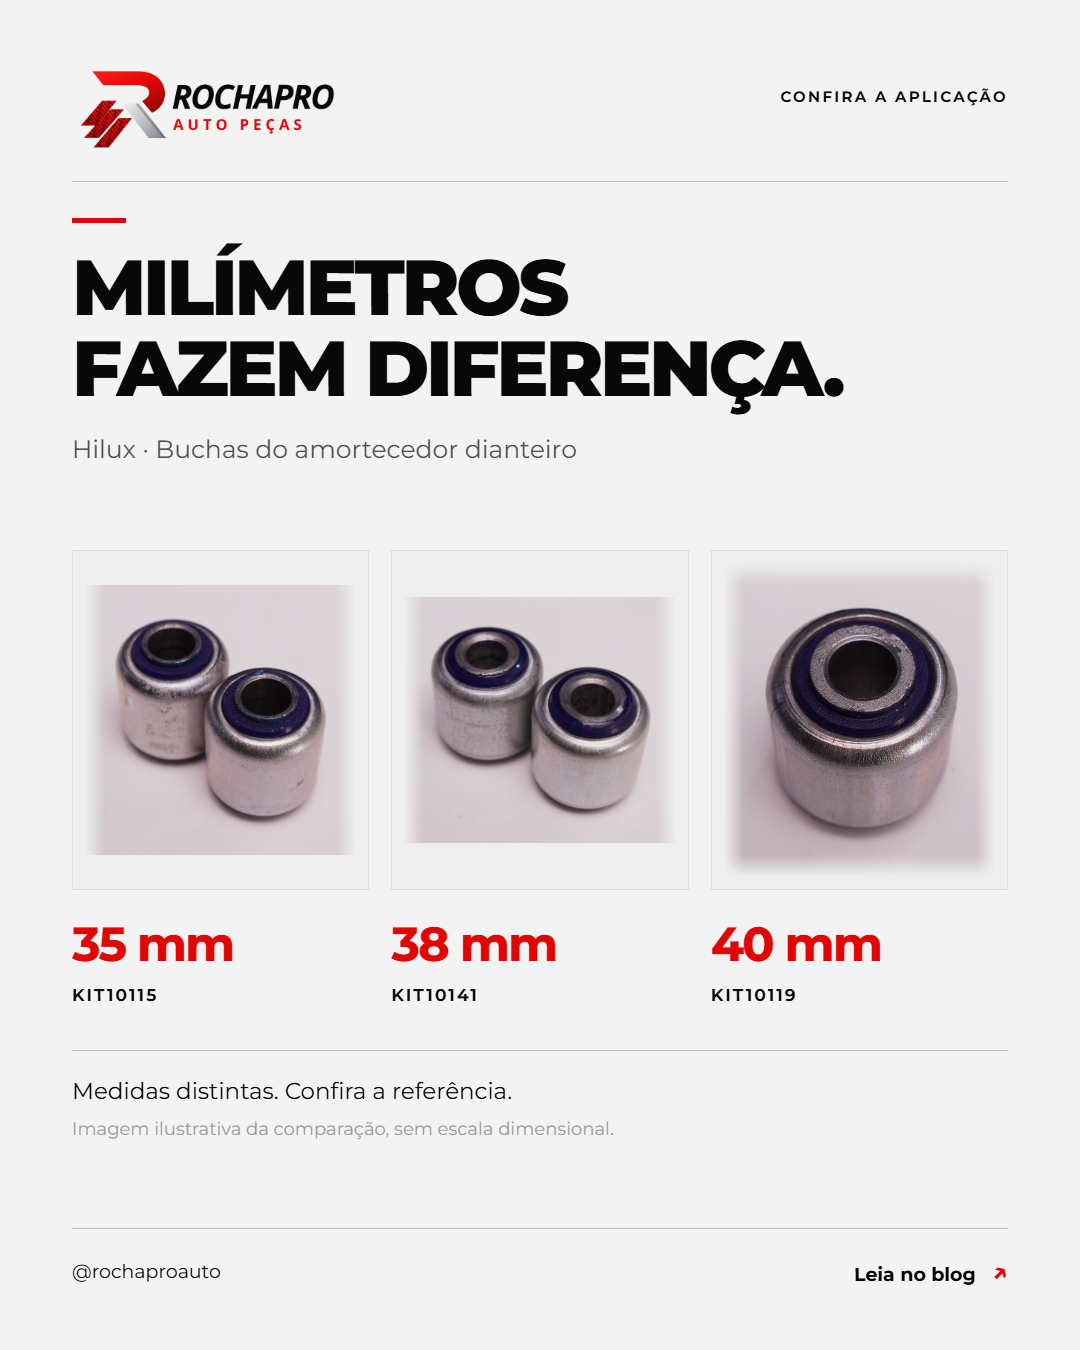 ROCHAPRO
AUTO PEÇAS
CONFIRA A APLICAÇÃO
MILÍMETROS
FAZEM DIFERENÇA.
Hilux · Buchas do amortecedor dianteiro
35 mm
KIT10115
38 mm
KIT10141
40 mm
KIT10119
Medidas distintas. Confira a referência.
Imagem ilustrativa da comparação, sem escala dimensional.
@rochaproauto
Leia no blog